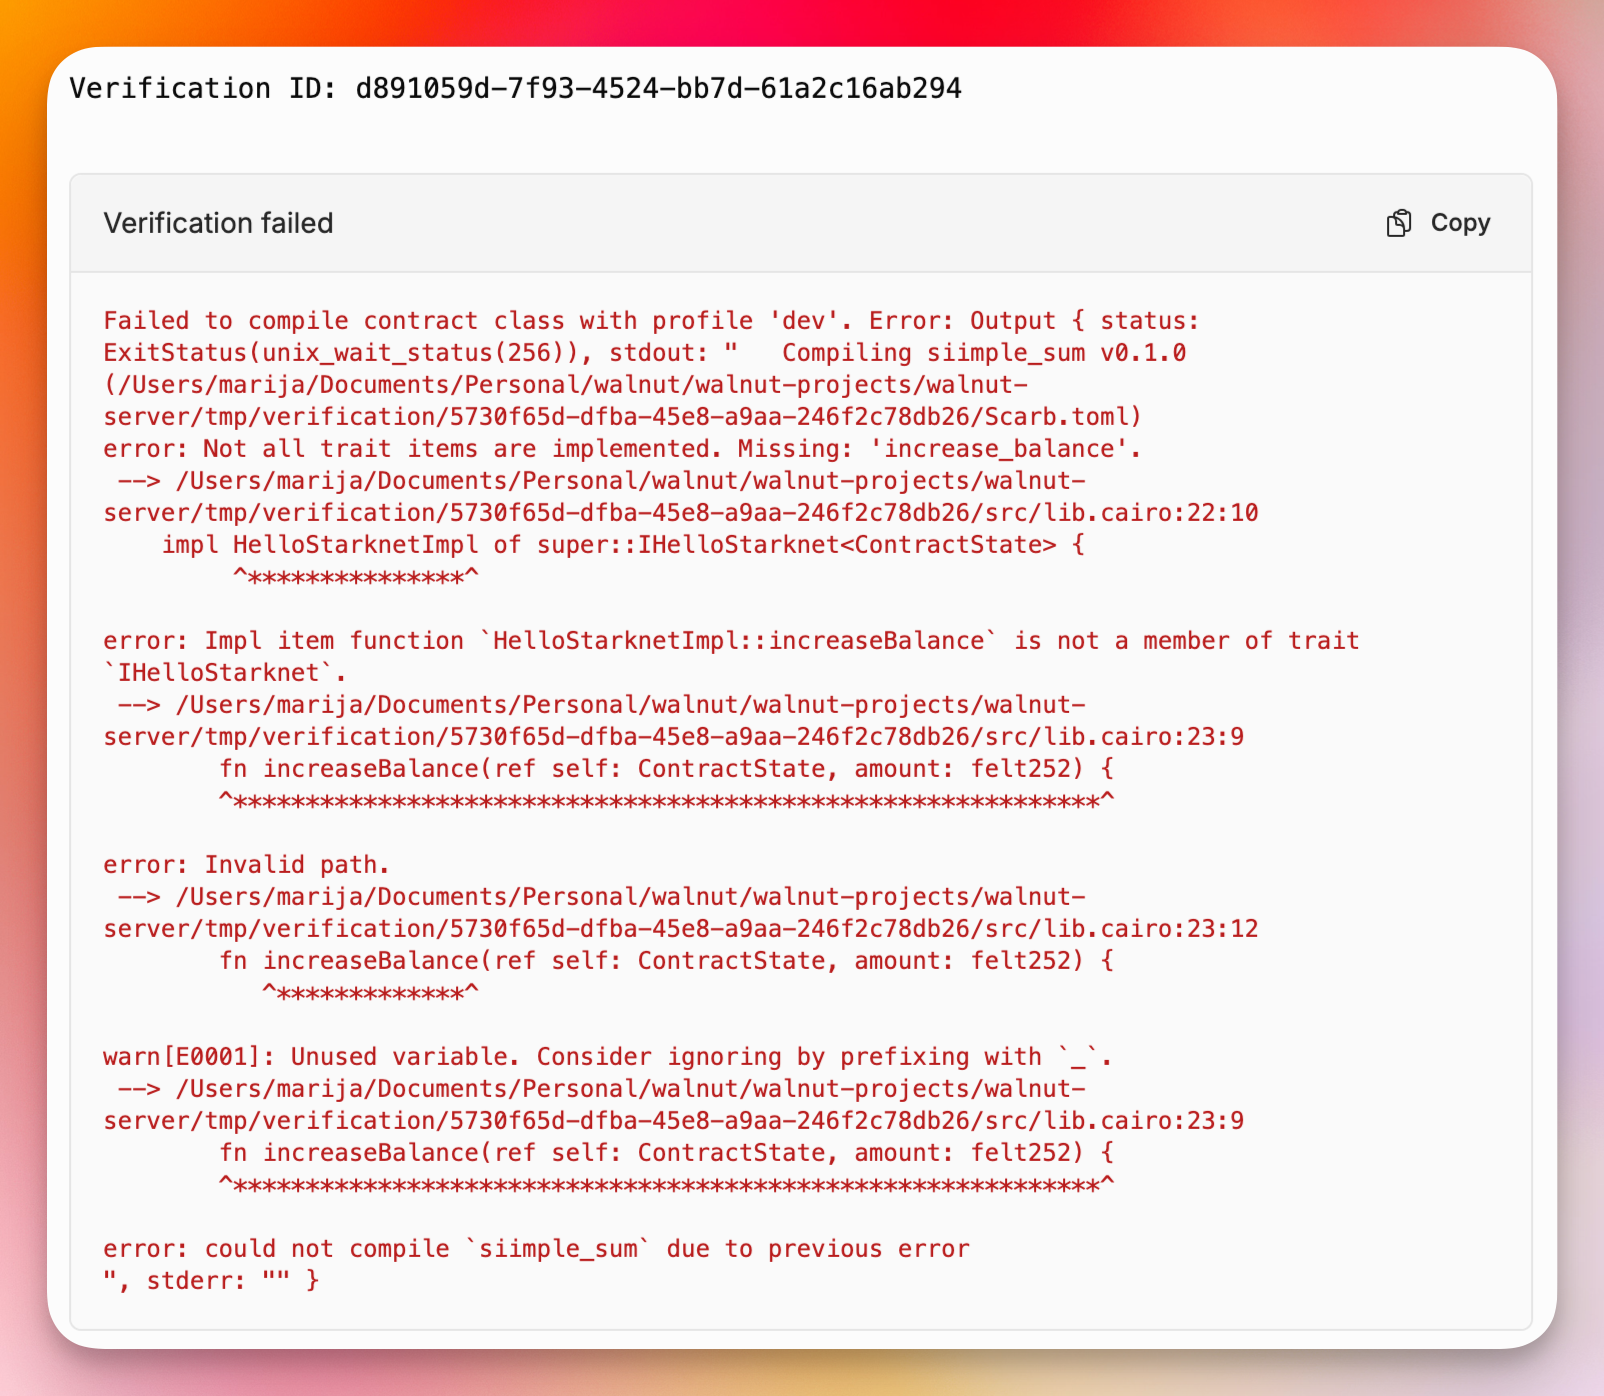 Verification ID: d891059d-7f93-4524-bb7d-61a2c16ab294
Verification failed
Copy
Failed to compile contract class with profile 'dev'. Error: Output { status:
ExitStatus(unix_wait_status(256)), stdout: "   Compiling siimple_sum v0.1.0
(/Users/marija/Documents/Personal/walnut/walnut-projects/walnut-
server/tmp/verification/5730f65d-dfba-45e8-a9aa-246f2c78db26/Scarb.toml)
error: Not all trait items are implemented. Missing: 'increase_balance'.
 --> /Users/marija/Documents/Personal/walnut/walnut-projects/walnut-
server/tmp/verification/5730f65d-dfba-45e8-a9aa-246f2c78db26/src/lib.cairo:22:10
    impl HelloStarknetImpl of super::IHelloStarknet<ContractState> {
         ^***************^
error: Impl item function `HelloStarknetImpl::increaseBalance` is not a member of trait
`IHelloStarknet`.
 --> /Users/marija/Documents/Personal/walnut/walnut-projects/walnut-
server/tmp/verification/5730f65d-dfba-45e8-a9aa-246f2c78db26/src/lib.cairo:23:9
        fn increaseBalance(ref self: ContractState, amount: felt252) {
        ^************************************************************^
error: Invalid path.
 --> /Users/marija/Documents/Personal/walnut/walnut-projects/walnut-
server/tmp/verification/5730f65d-dfba-45e8-a9aa-246f2c78db26/src/lib.cairo:23:12
        fn increaseBalance(ref self: ContractState, amount: felt252) {
           ^*************^
warn[E0001]: Unused variable. Consider ignoring by prefixing with `_`.
 --> /Users/marija/Documents/Personal/walnut/walnut-projects/walnut-
server/tmp/verification/5730f65d-dfba-45e8-a9aa-246f2c78db26/src/lib.cairo:23:9
        fn increaseBalance(ref self: ContractState, amount: felt252) {
        ^************************************************************^
error: could not compile `siimple_sum` due to previous error
", stderr: "" }